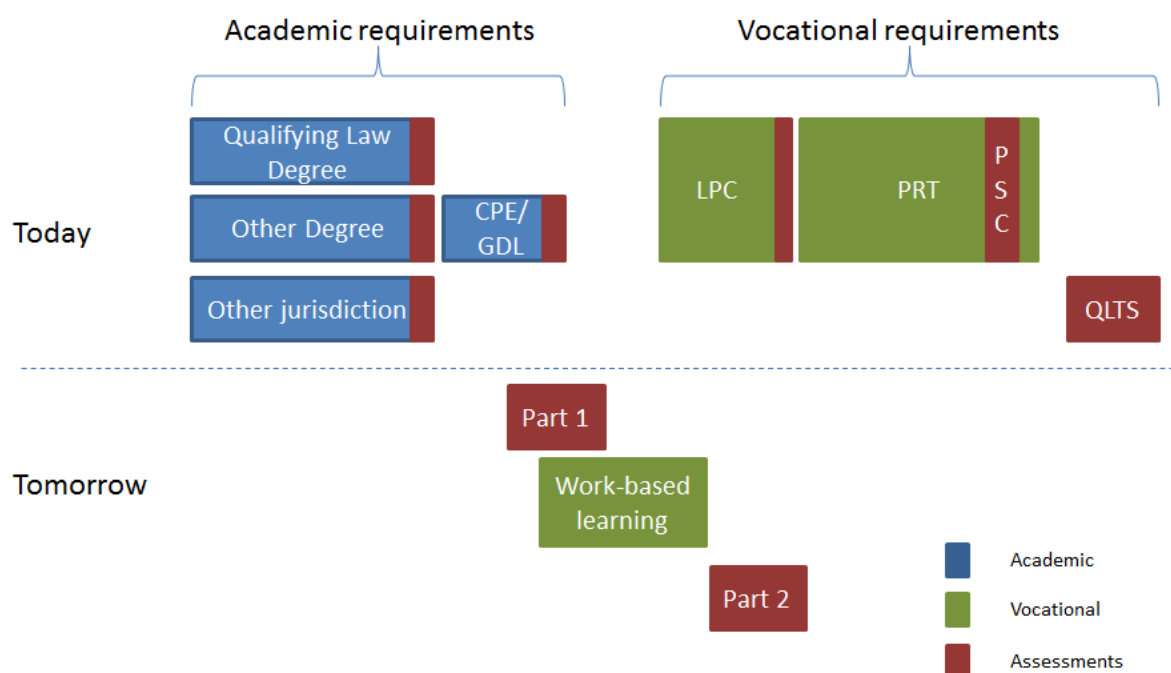 Academic requirements
Vocational requirements
Today
Qualifying Law
Degree
Other Degree
CPE/
GDL
Other jurisdiction
LPC
PRT
P
S
C
QLTS
Tomorrow
Part 1
Work-based
learning
Part 2
Academic
Vocational
Assessments